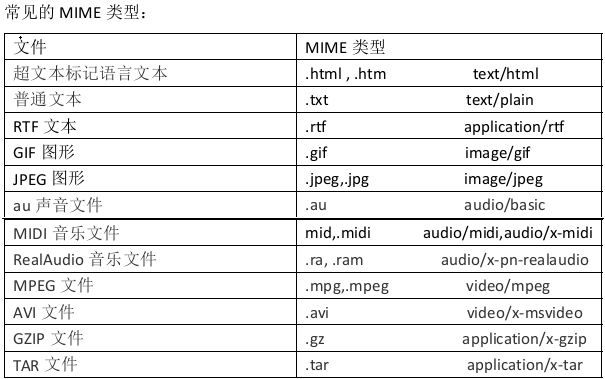 常见的 MIME 类型：
文件 MIME 类型
超文本标记语言文本 .html , .htm text/html
普通文本 .txt text/plain
RTF 文本 .rtf application/rtf
GIF 图形 .gif image/gif
JPEG 图形 .jpeg,.jpg image/jpeg
au 声音文件 .au audio/basic
MIDI 音乐文件 mid,.midi audio/midi,audio/x-midi
RealAudio 音乐文件 .ra, .ram audio/x-pn-realaudio
MPEG 文件 .mpg,.mpeg video/mpeg
AVI 文件 .avi video/x-msvideo
GZIP 文件 .gz application/x-gzip
TAR 文件 .tar application/x-tar